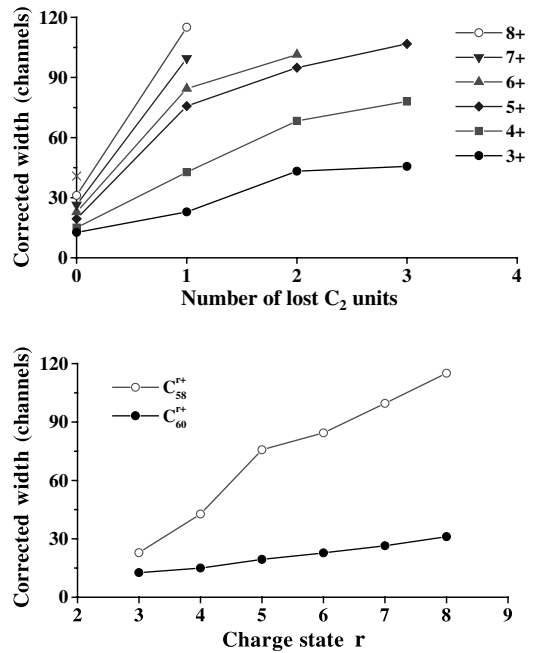 120
90
60
30
0
Corrected width (channels)
8+
7+
6+
5+
4+
3+
0 1 2 3 4
Number of lost C₂ units
120
90
60
30
0
Corrected width (channels)
C₅₈ʳ⁺
C₆₀ʳ⁺
2 3 4 5 6 7 8 9
Charge state r